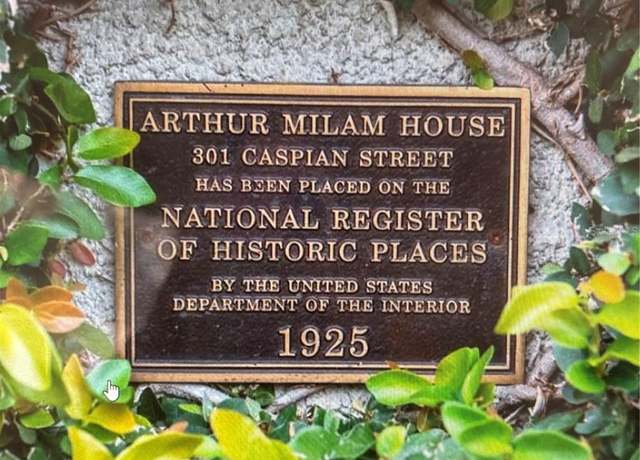 ARTHUR MILAM HOUSE
301 CASPIAN STREET
HAS BEEN PLACED ON THE
NATIONAL REGISTER
OF HISTORIC PLACES
BY THE UNITED STATES
DEPARTMENT OF THE INTERIOR
1925